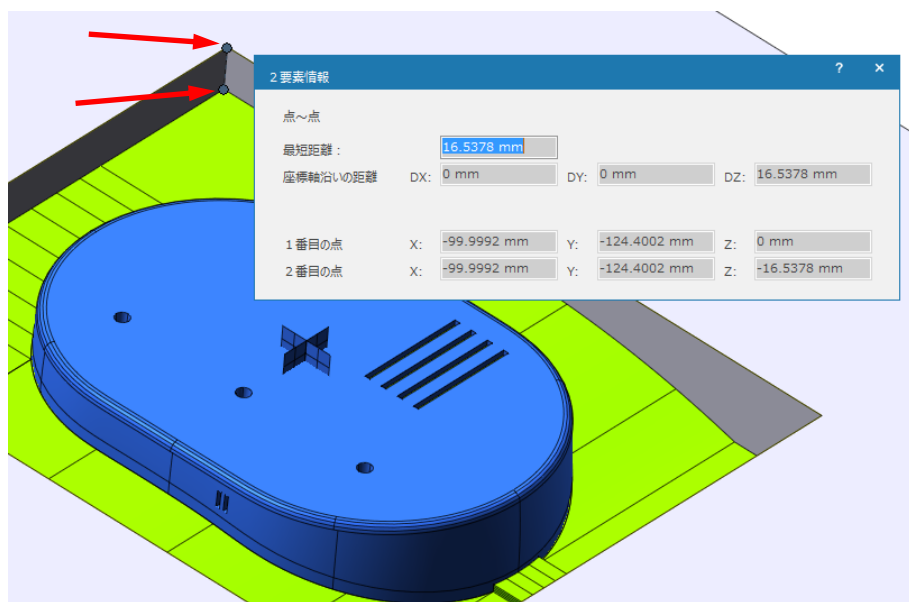 2要素情報 ? ×
点～点
最短距離 : 16.5378 mm
座標軸沿いの距離 DX: 0 mm DY: 0 mm DZ: 16.5378 mm
1番目の点 X: -99.9992 mm Y: -124.4002 mm Z: 0 mm
2番目の点 X: -99.9992 mm Y: -124.4002 mm Z: -16.5378 mm